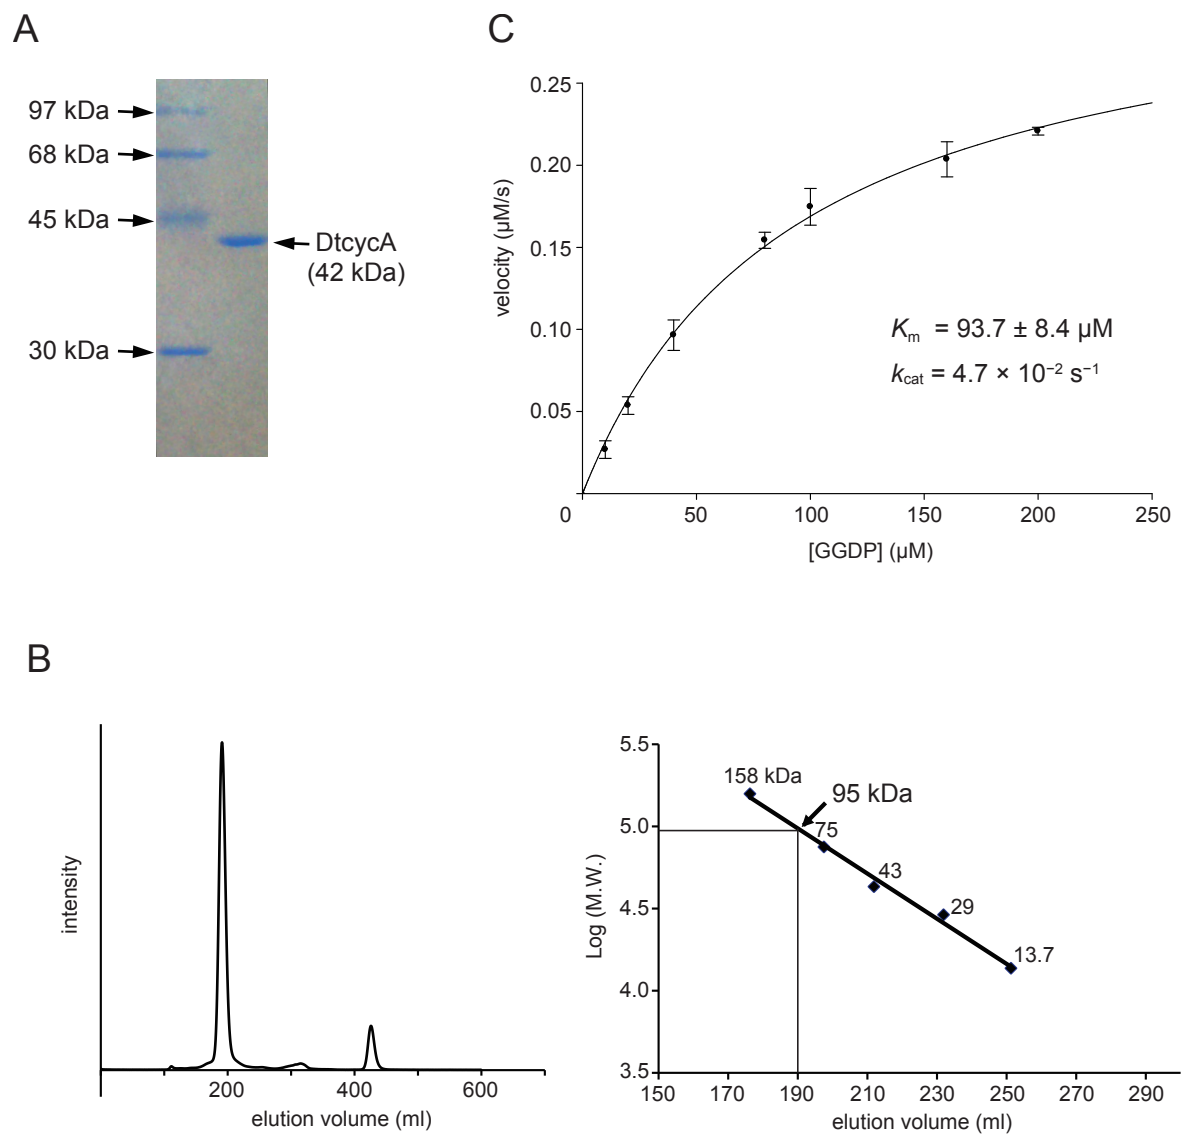 A
97 kDa
68 kDa
45 kDa
30 kDa
DtcycA
(42 kDa)
C
0.25
0.20
0.15
0.10
0.05
velocity (µM/s)
0
50
100
150
200
250
[GGDP] (µM)
Km = 93.7 ± 8.4 µM
kcat = 4.7 × 10−2 s−1
B
intensity
200
400
600
elution volume (ml)
5.5
5.0
4.5
4.0
3.5
Log (M.W.)
158 kDa
95 kDa
75
43
29
13.7
150
170
190
210
230
250
270
290
elution volume (ml)